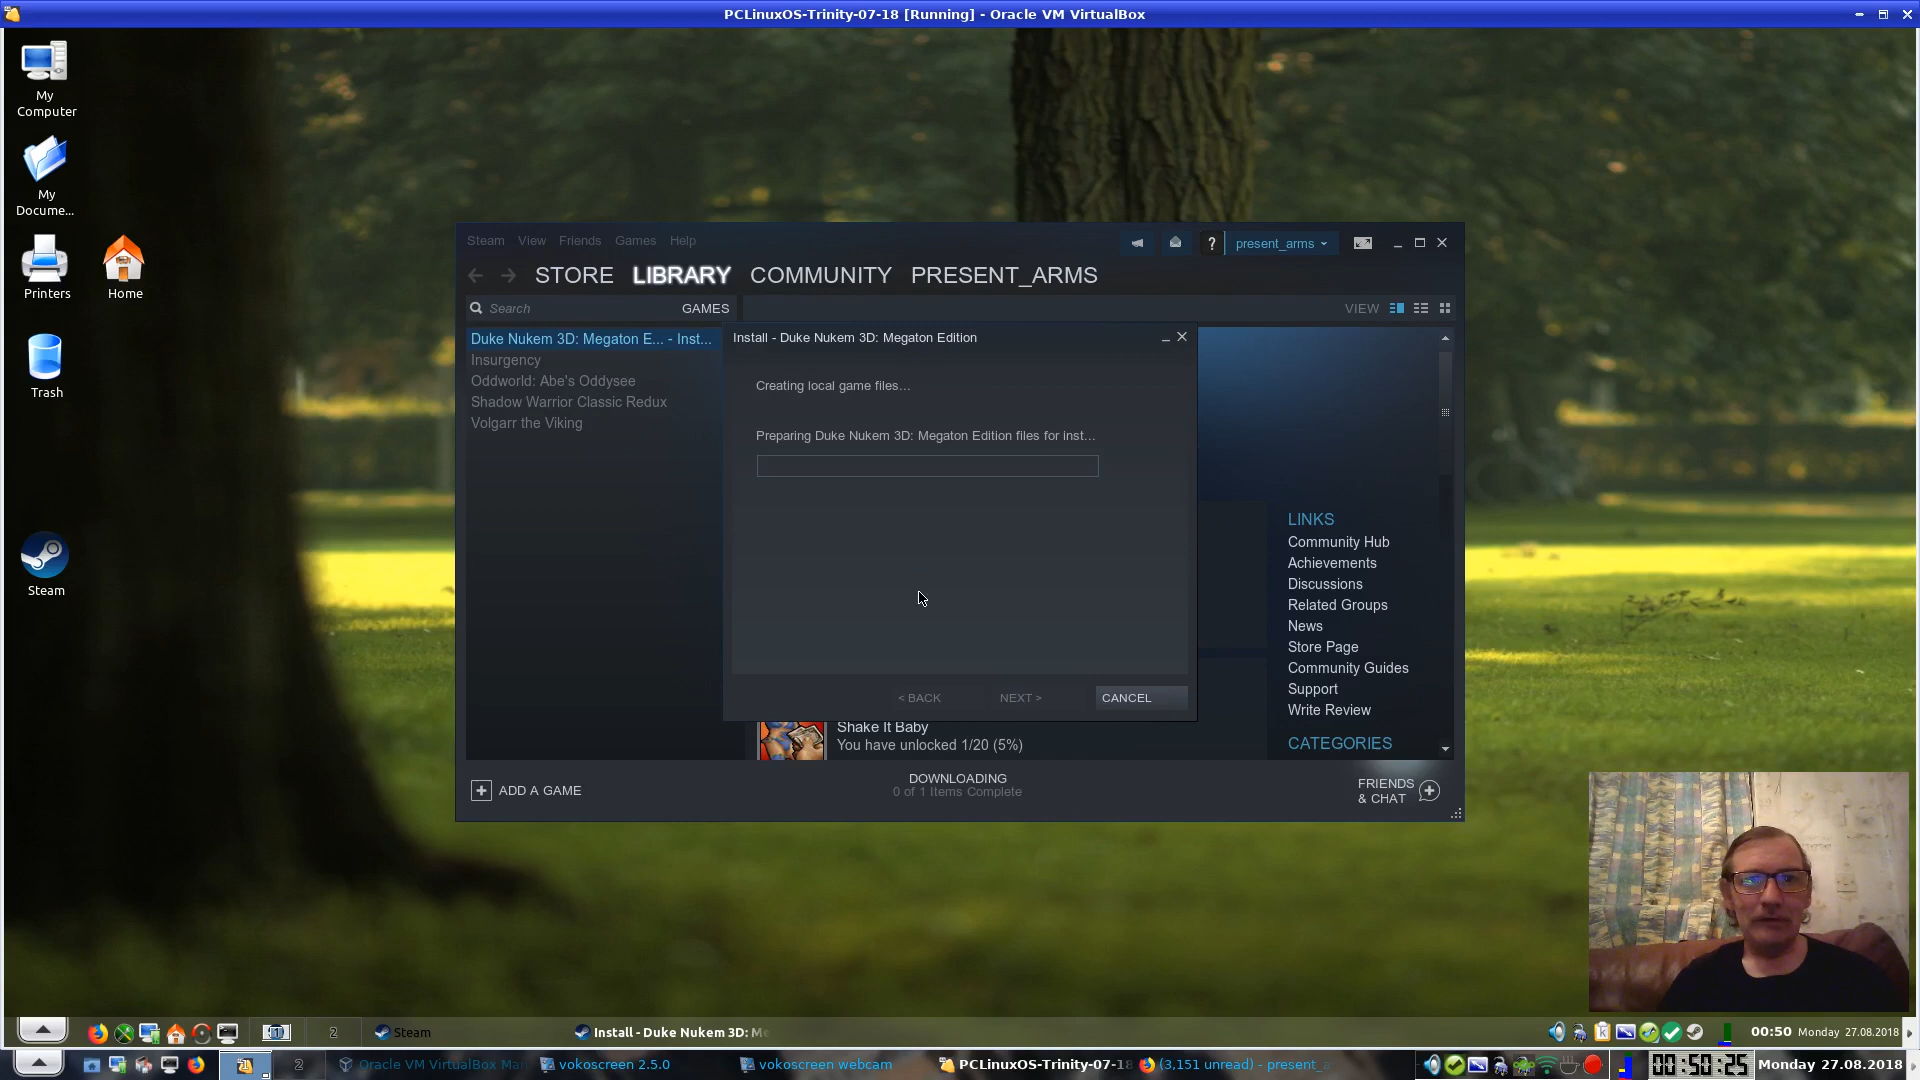 PCLinuxOS-Trinity-07-18 [Running] - Oracle VM VirtualBox
My
Computer
My
Docume...
Printers
Home
Trash
Steam
Steam View Friends Games Help
? present_arms
STORE LIBRARY COMMUNITY PRESENT_ARMS
Search GAMES
VIEW
Duke Nukem 3D: Megaton E... - Inst...
Insurgency
Oddworld: Abe's Oddysee
Shadow Warrior Classic Redux
Volgarr the Viking
Install - Duke Nukem 3D: Megaton Edition
Creating local game files...
Preparing Duke Nukem 3D: Megaton Edition files for inst...
< BACK NEXT > CANCEL
Shake It Baby
You have unlocked 1/20 (5%)
LINKS
Community Hub
Achievements
Discussions
Related Groups
News
Store Page
Community Guides
Support
Write Review
CATEGORIES
ADD A GAME
DOWNLOADING
0 of 1 Items Complete
FRIENDS
& CHAT
1 2 Steam Install - Duke Nukem 3D: 00:50 Monday 27.08.2018
2 Oracle VM VirtualBox vokoscreen 2.5.0 vokoscreen webcam PCLinuxOS-Trinity-07-18 (3,151 unread) - present_ 00:50:25 Monday 27.08.2018